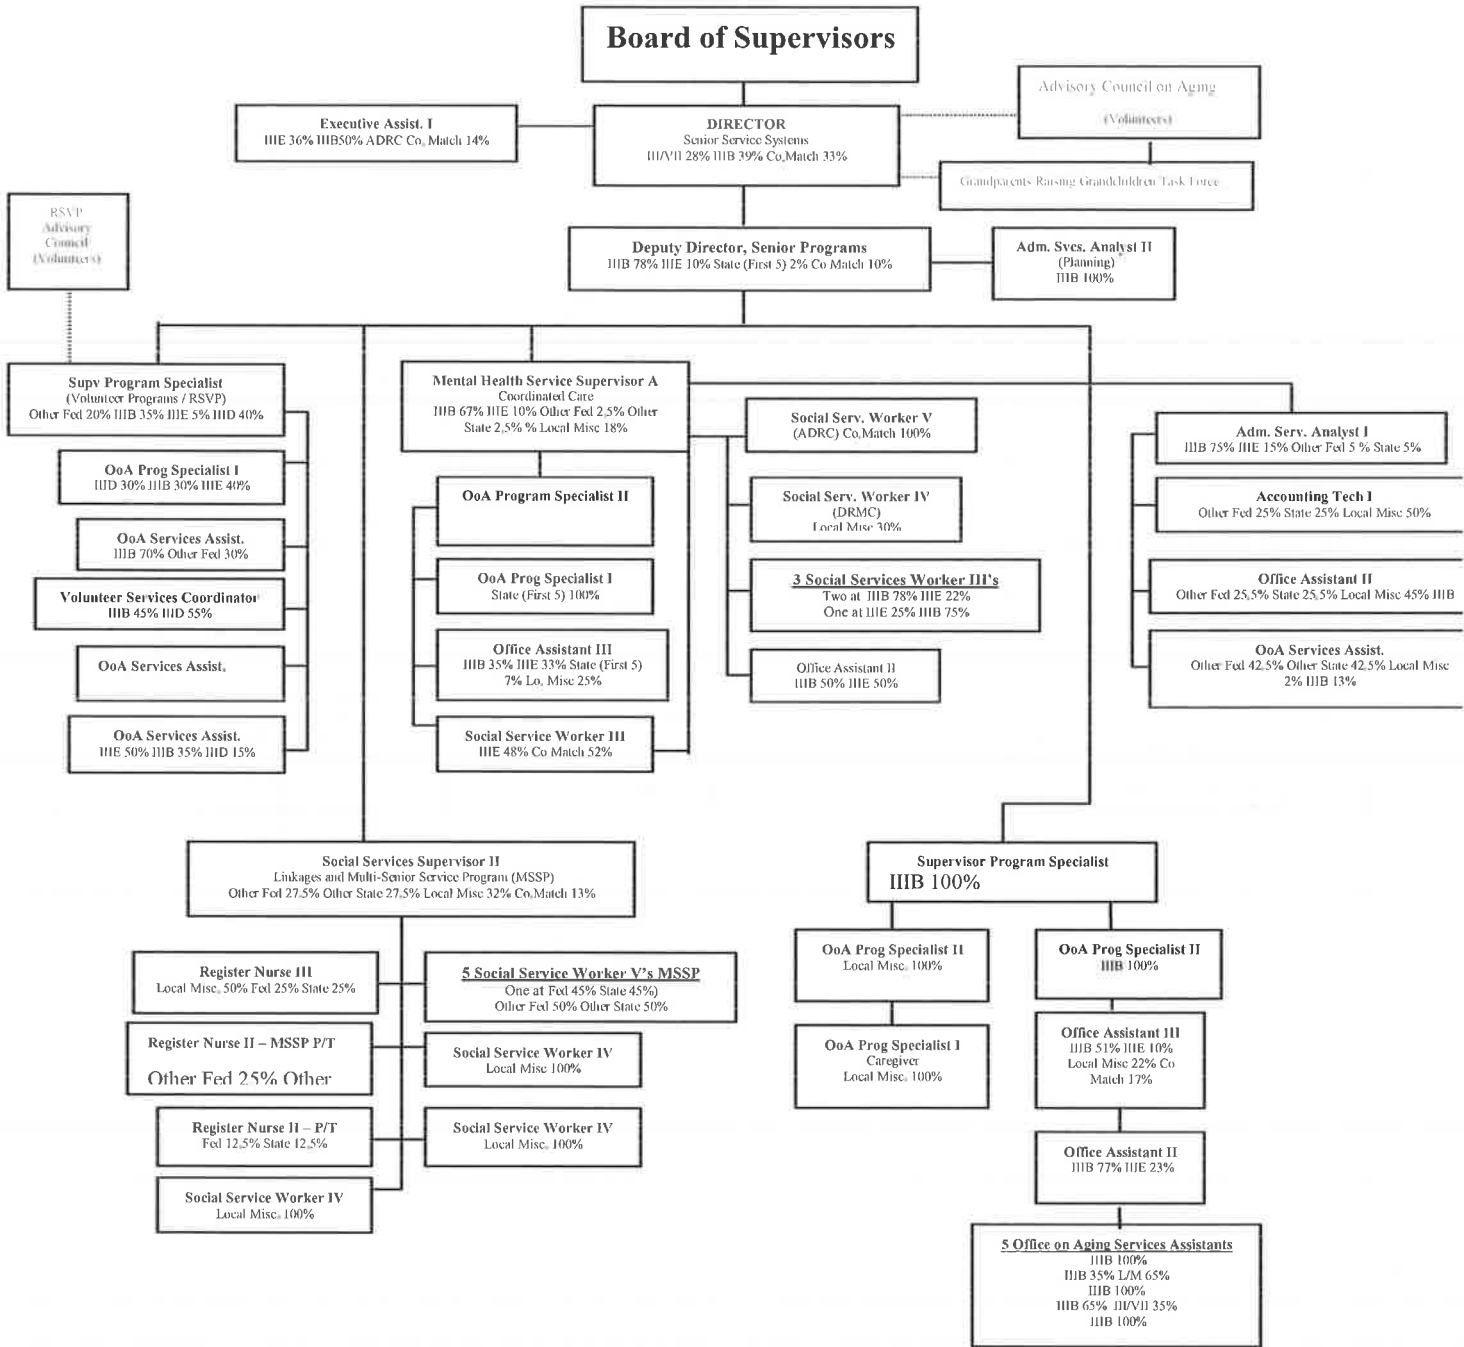 Board of Supervisors
Advisory Council on Aging
(Volunteers)
Executive Assist. I
IIIE 36% IIIB50% ADRC Co. Match 14%
DIRECTOR
Senior Service Systems
III/VII 28% IIIB 39% Co.Match 33%
Grandparents Raising Grandchildren Task Force
RSVP
Advisory
Council
(Volunteers)
Deputy Director, Senior Programs
IIIB 78% IIIE 10% State (First 5) 2% Co Match 10%
Adm. Svcs. Analyst II
(Planning)
IIIB 100%
Supv Program Specialist
(Volunteer Programs / RSVP)
Other Fed 20% IIIB 35% IIIE 5% IIID 40%
OoA Prog Specialist I
IIID 30% IIIB 30% IIIE 40%
OoA Services Assist.
IIIB 70% Other Fed 30%
Volunteer Services Coordinator
IIIB 45% IIID 55%
OoA Services Assist.
OoA Services Assist.
IIIE 50% IIIB 35% IIID 15%
Mental Health Service Supervisor A
Coordinated Care
IIIB 67% IIIE 10% Other Fed 2.5% Other
State 2.5% % Local Misc 18%
OoA Program Specialist II
OoA Prog Specialist I
State (First 5) 100%
Office Assistant III
IIIB 35% IIIE 33% State (First 5)
7% Lo. Misc 25%
Social Service Worker III
IIIE 48% Co Match 52%
Social Serv. Worker V
(ADRC) Co.Match 100%
Social Serv. Worker IV
(DRMC)
Local Misc 30%
3 Social Services Worker III's
Two at IIIB 78% IIIE 22%
One at IIIE 25% IIIB 75%
Office Assistant II
IIIB 50% IIIE 50%
Adm. Serv. Analyst I
IIIB 75% IIIE 15% Other Fed 5 % State 5%
Accounting Tech I
Other Fed 25% State 25% Local Misc 50%
Office Assistant II
Other Fed 25.5% State 25.5% Local Misc 45% IIIB
OoA Services Assist.
Other Fed 42.5% Other State 42.5% Local Misc
2% IIIB 13%
Social Services Supervisor II
Linkages and Multi-Senior Service Program (MSSP)
Other Fed 27.5% Other State 27.5% Local Misc 32% Co.Match 13%
Register Nurse III
Local Misc. 50% Fed 25% State 25%
5 Social Service Worker V's MSSP
One at Fed 45% State 45%)
Other Fed 50% Other State 50%
Register Nurse II – MSSP P/T
Other Fed 25% Other
Social Service Worker IV
Local Misc 100%
Register Nurse II – P/T
Fed 12.5% State 12.5%
Social Service Worker IV
Local Misc. 100%
Social Service Worker IV
Local Misc. 100%
Supervisor Program Specialist
IIIB 100%
OoA Prog Specialist II
Local Misc. 100%
OoA Prog Specialist I
Caregiver
Local Misc. 100%
OoA Prog Specialist II
IIIB 100%
Office Assistant III
IIIB 51% IIIE 10%
Local Misc 22% Co
Match 17%
Office Assistant II
IIIB 77% IIIE 23%
5 Office on Aging Services Assistants
IIIB 100%
IIIB 35% L/M 65%
IIIB 100%
IIIB 65% III/VII 35%
IIIB 100%